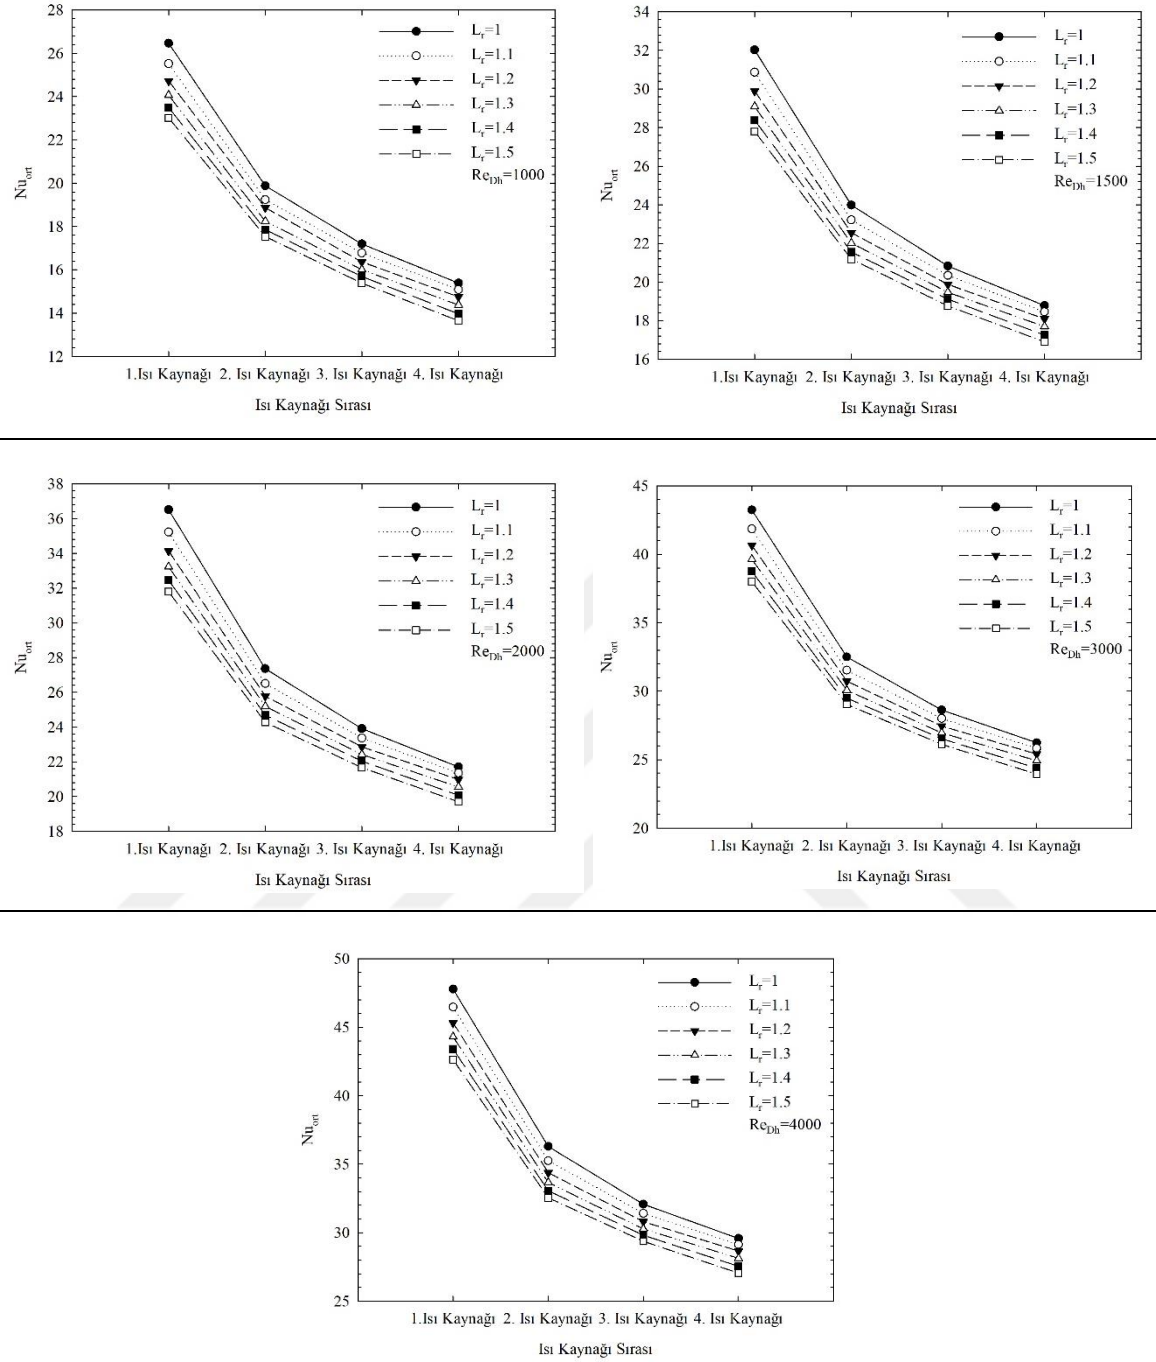 28
26
24
22
20
18
16
14
12
Nu_ort
L_r=1
L_r=1.1
L_r=1.2
L_r=1.3
L_r=1.4
L_r=1.5
Re_Dh=1000
1.Isı Kaynağı 2. Isı Kaynağı 3. Isı Kaynağı 4. Isı Kaynağı
Isı Kaynağı Sırası
34
32
30
28
26
24
22
20
18
16
Nu_ort
L_r=1
L_r=1.1
L_r=1.2
L_r=1.3
L_r=1.4
L_r=1.5
Re_Dh=1500
1.Isı Kaynağı 2. Isı Kaynağı 3. Isı Kaynağı 4. Isı Kaynağı
Isı Kaynağı Sırası
38
36
34
32
30
28
26
24
22
20
18
Nu_ort
L_r=1
L_r=1.1
L_r=1.2
L_r=1.3
L_r=1.4
L_r=1.5
Re_Dh=2000
1.Isı Kaynağı 2. Isı Kaynağı 3. Isı Kaynağı 4. Isı Kaynağı
Isı Kaynağı Sırası
45
40
35
30
25
20
Nu_ort
L_r=1
L_r=1.1
L_r=1.2
L_r=1.3
L_r=1.4
L_r=1.5
Re_Dh=3000
1.Isı Kaynağı 2. Isı Kaynağı 3. Isı Kaynağı 4. Isı Kaynağı
Isı Kaynağı Sırası
50
45
40
35
30
25
Nu_ort
L_r=1
L_r=1.1
L_r=1.2
L_r=1.3
L_r=1.4
L_r=1.5
Re_Dh=4000
1.Isı Kaynağı 2. Isı Kaynağı 3. Isı Kaynağı 4. Isı Kaynağı
Isı Kaynağı Sırası